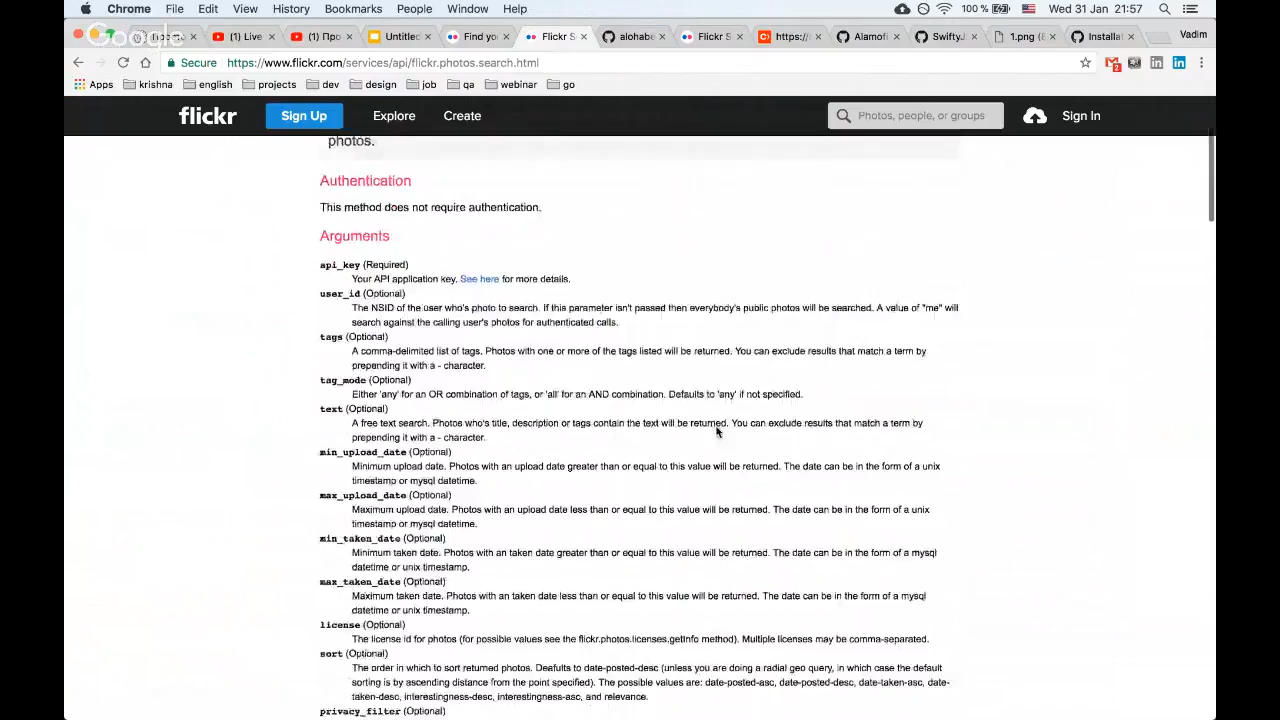 Chrome File Edit View History Bookmarks People Window Help 100 % Wed 31 Jan 21:57
Google
(1) Live (1) Про Untitled Find you Flickr S alohabe Flickr S https:// Alamofi SwiftyJ 1.png (8 Installat Vadim
Secure https://www.flickr.com/services/api/flickr.photos.search.html 2
Apps krishna english projects dev design job qa webinar go
flickr Sign Up Explore Create Photos, people, or groups Sign In
photos.
Authentication
This method does not require authentication.
Arguments
api_key (Required)
Your API application key. See here for more details.
user_id (Optional)
The NSID of the user who's photo to search. If this parameter isn't passed then everybody's public photos will be searched. A value of "me" will
search against the calling user's photos for authenticated calls.
tags (Optional)
A comma-delimited list of tags. Photos with one or more of the tags listed will be returned. You can exclude results that match a term by
prepending it with a - character.
tag_mode (Optional)
Either 'any' for an OR combination of tags, or 'all' for an AND combination. Defaults to 'any' if not specified.
text (Optional)
A free text search. Photos who's title, description or tags contain the text will be returned. You can exclude results that match a term by
prepending it with a - character.
min_upload_date (Optional)
Minimum upload date. Photos with an upload date greater than or equal to this value will be returned. The date can be in the form of a unix
timestamp or mysql datetime.
max_upload_date (Optional)
Maximum upload date. Photos with an upload date less than or equal to this value will be returned. The date can be in the form of a unix
timestamp or mysql datetime.
min_taken_date (Optional)
Minimum taken date. Photos with an taken date greater than or equal to this value will be returned. The date can be in the form of a mysql
datetime or unix timestamp.
max_taken_date (Optional)
Maximum taken date. Photos with an taken date less than or equal to this value will be returned. The date can be in the form of a mysql
datetime or unix timestamp.
license (Optional)
The license id for photos (for possible values see the flickr.photos.licenses.getInfo method). Multiple licenses may be comma-separated.
sort (Optional)
The order in which to sort returned photos. Deafults to date-posted-desc (unless you are doing a radial geo query, in which case the default
sorting is by ascending distance from the point specified). The possible values are: date-posted-asc, date-posted-desc, date-taken-asc, date-
taken-desc, interestingness-desc, interestingness-asc, and relevance.
privacy_filter (Optional)